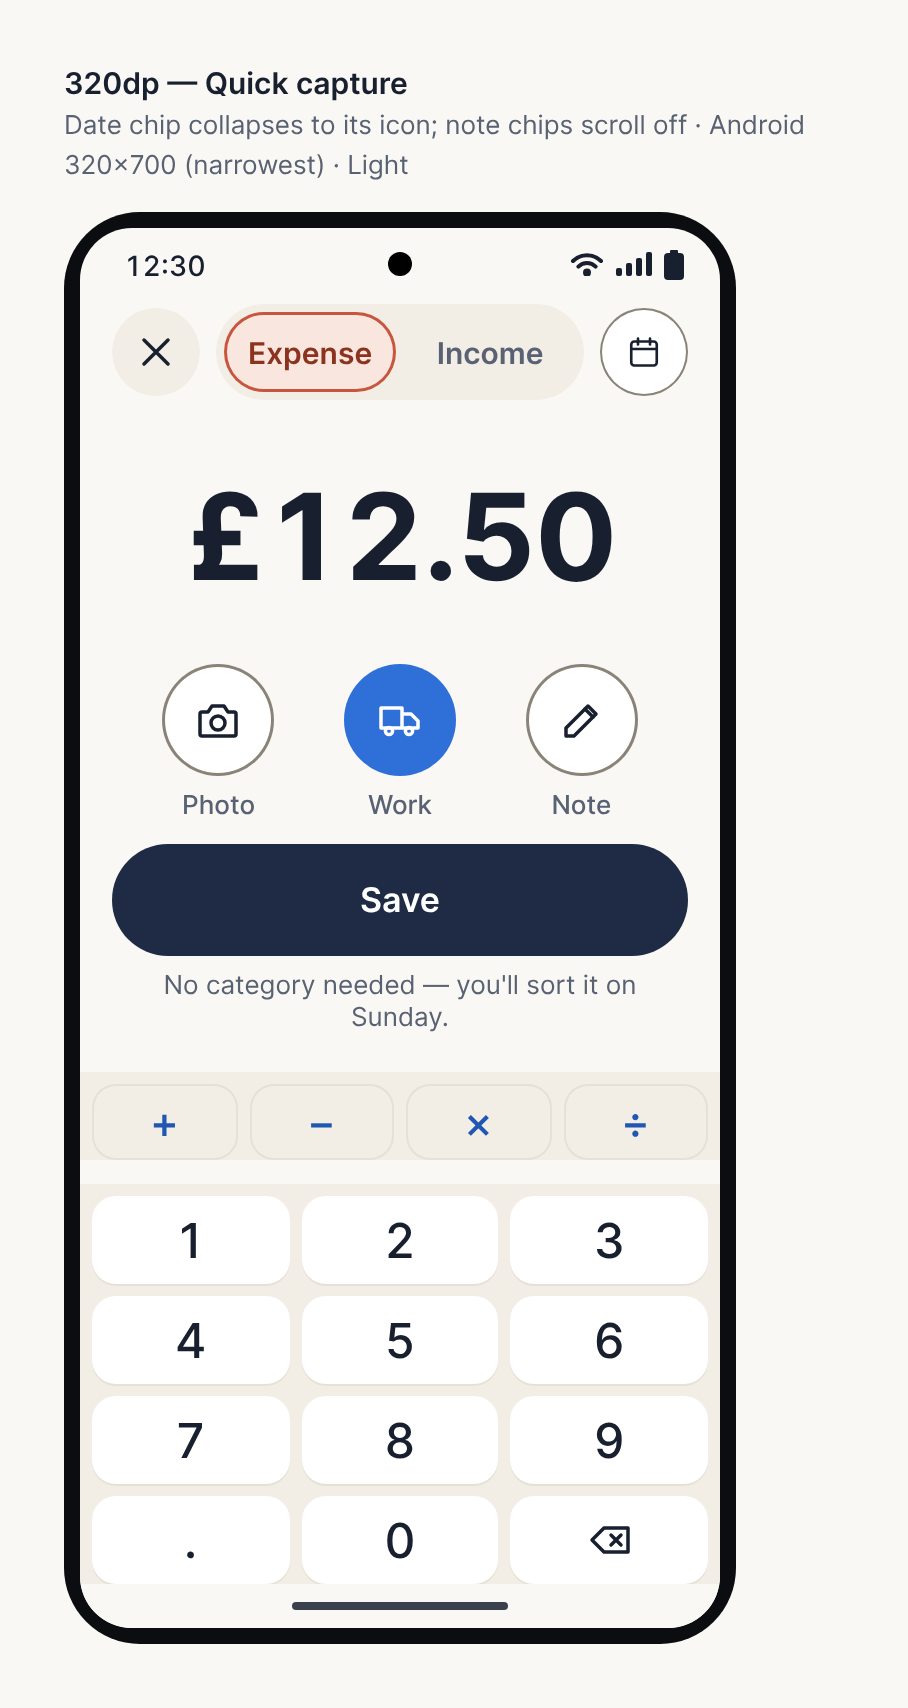 320dp — Quick capture
Date chip collapses to its icon; note chips scroll off · Android
320×700 (narrowest) · Light
12:30
Expense Income
£12.50
Photo Work Note
Save
No category needed — you'll sort it on
Sunday.
+ − × ÷
1 2 3
4 5 6
7 8 9
. 0